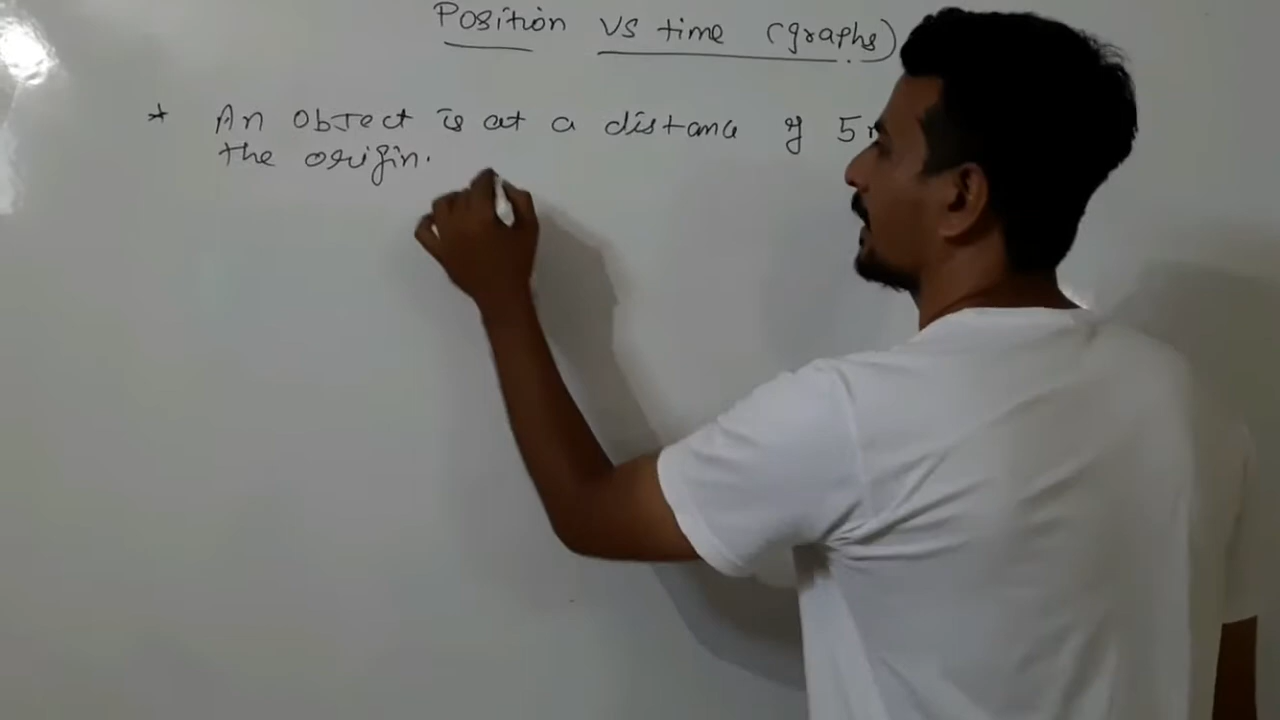 Position vs time (graphs)
* An object is at a distance of 5
the origin.